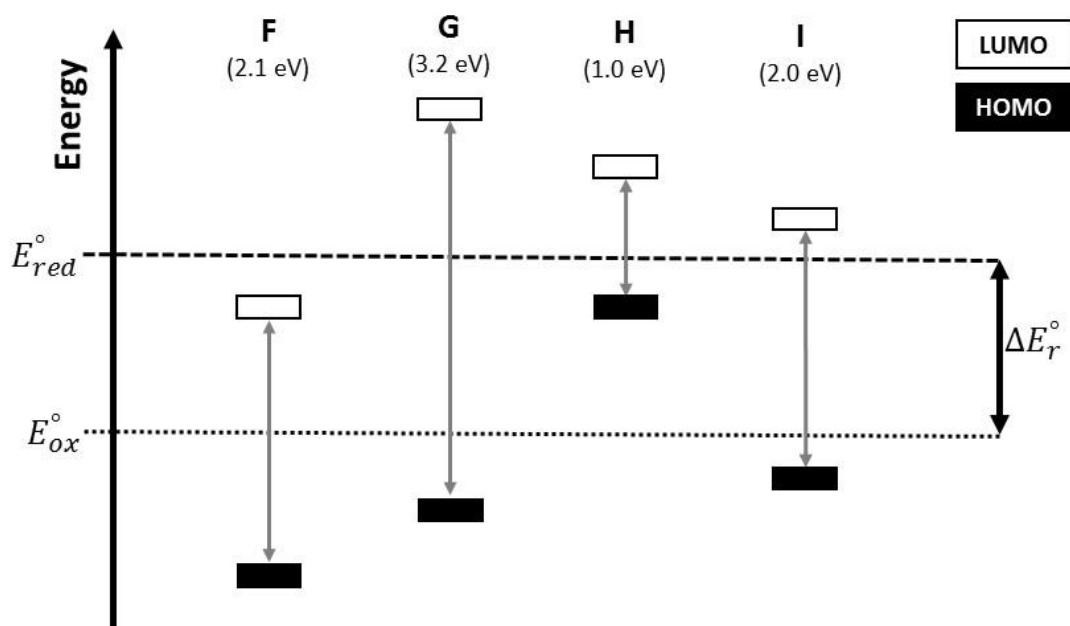 F G H I
(2.1 eV) (3.2 eV) (1.0 eV) (2.0 eV)
LUMO
HOMO
Energy
E°red
E°ox
ΔE°r